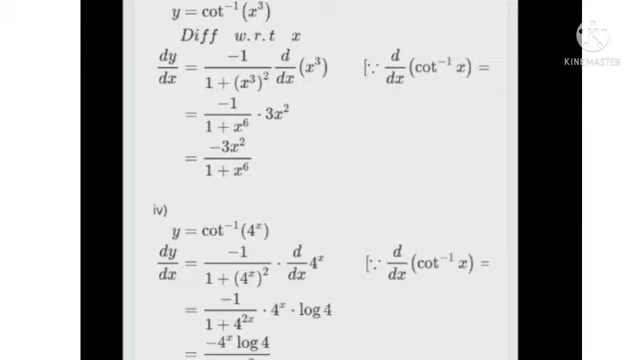 y = cot⁻¹(x³)
Diff w.r.t x
dy/dx = -1/(1 + (x³)²) d/dx (x³) [∵ d/dx (cot⁻¹ x) =
= -1/(1 + x⁶) · 3x²
= -3x²/(1 + x⁶)
iv)
y = cot⁻¹(4ˣ)
dy/dx = -1/(1 + (4ˣ)²) · d/dx 4ˣ [∵ d/dx (cot⁻¹ x) =
= -1/(1 + 4²ˣ) · 4ˣ · log 4
= -4ˣ log 4
KINEMASTER